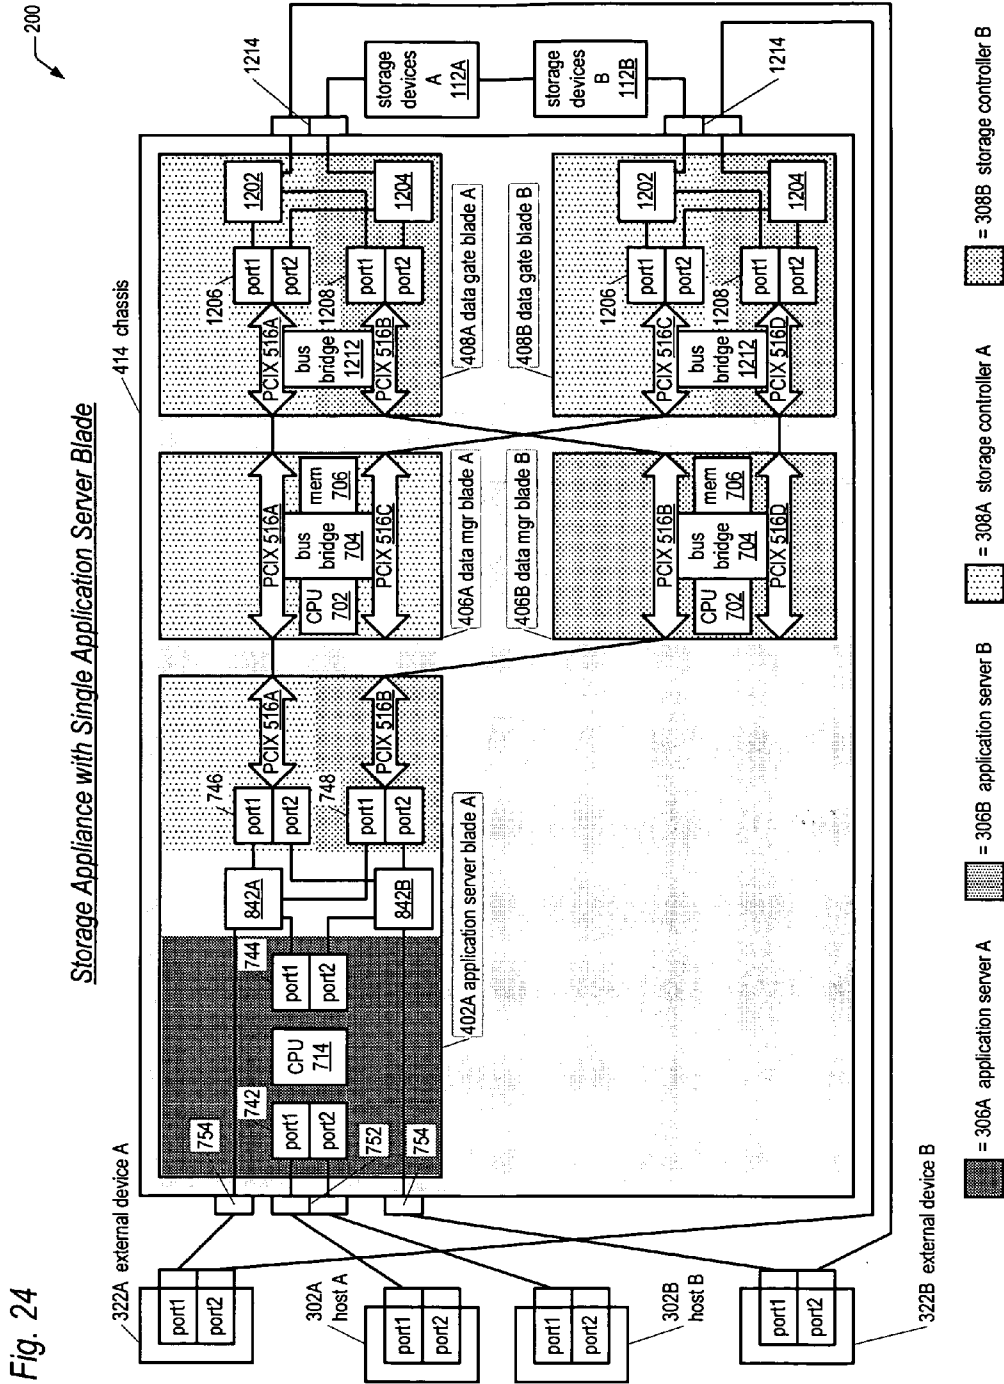 Fig. 24
Storage Appliance with Single Application Server Blade
200
414 chassis
322A external device A
port1
port2
302A
host A
port1
port2
302B
host B
port1
port2
322B external device B
port1
port2
754
752
754
742
port1
port2
CPU
714
744
port1
port2
842A
842B
746
port1
port2
748
port1
port2
PCIX 516A
PCIX 516B
402A application server blade A
PCIX 516A
CPU
702
bus
bridge
704
mem
706
PCIX 516C
406A data mgr blade A
PCIX 516B
CPU
702
bus
bridge
704
mem
706
PCIX 516D
406B data mgr blade B
PCIX 516A
bus
bridge
1212
PCIX 516B
1206
port1
port2
1208
port1
port2
1202
1204
408A data gate blade A
PCIX 516C
bus
bridge
1212
PCIX 516D
1206
port1
port2
1208
port1
port2
1202
1204
408B data gate blade B
1214
storage
devices
A
112A
storage
devices
B
112B
1214
= 306A application server A
= 306B application server B
= 308A storage controller A
= 308B storage controller B